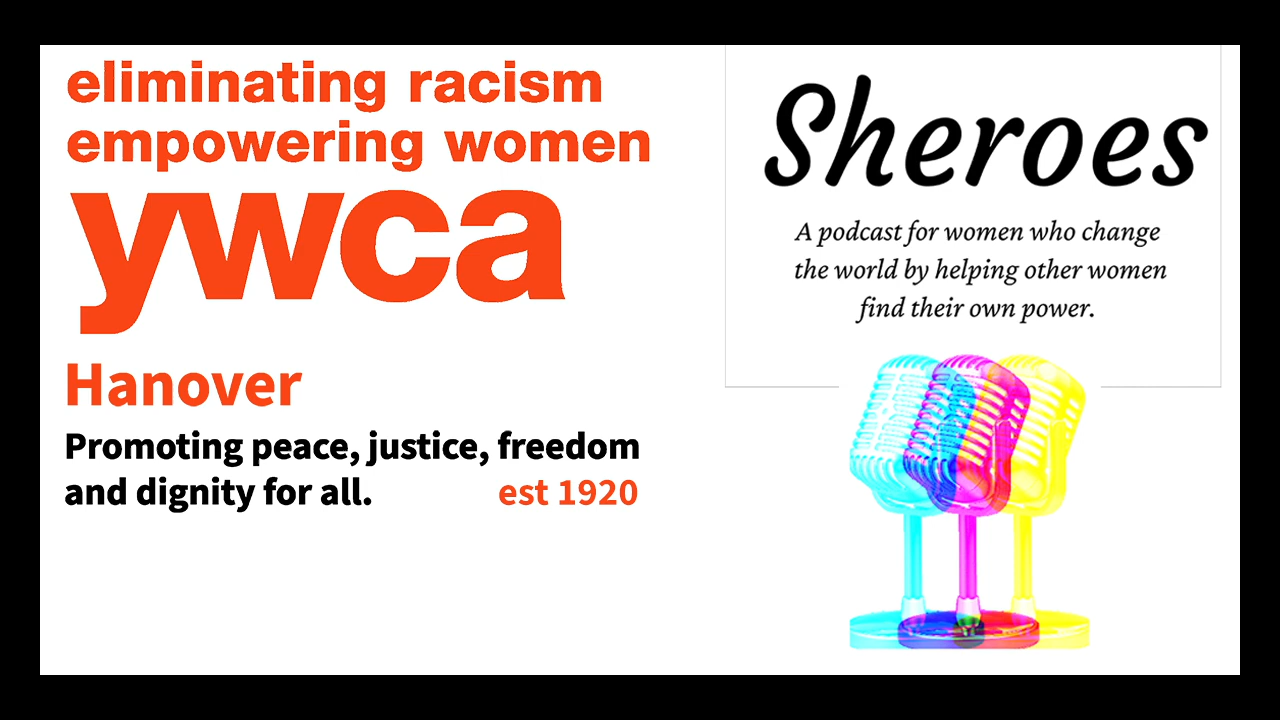 eliminating racism
empowering women
ywca
Hanover
Promoting peace, justice, freedom
and dignity for all.
est 1920
Sheroes
A podcast for women who change
the world by helping other women
find their own power.